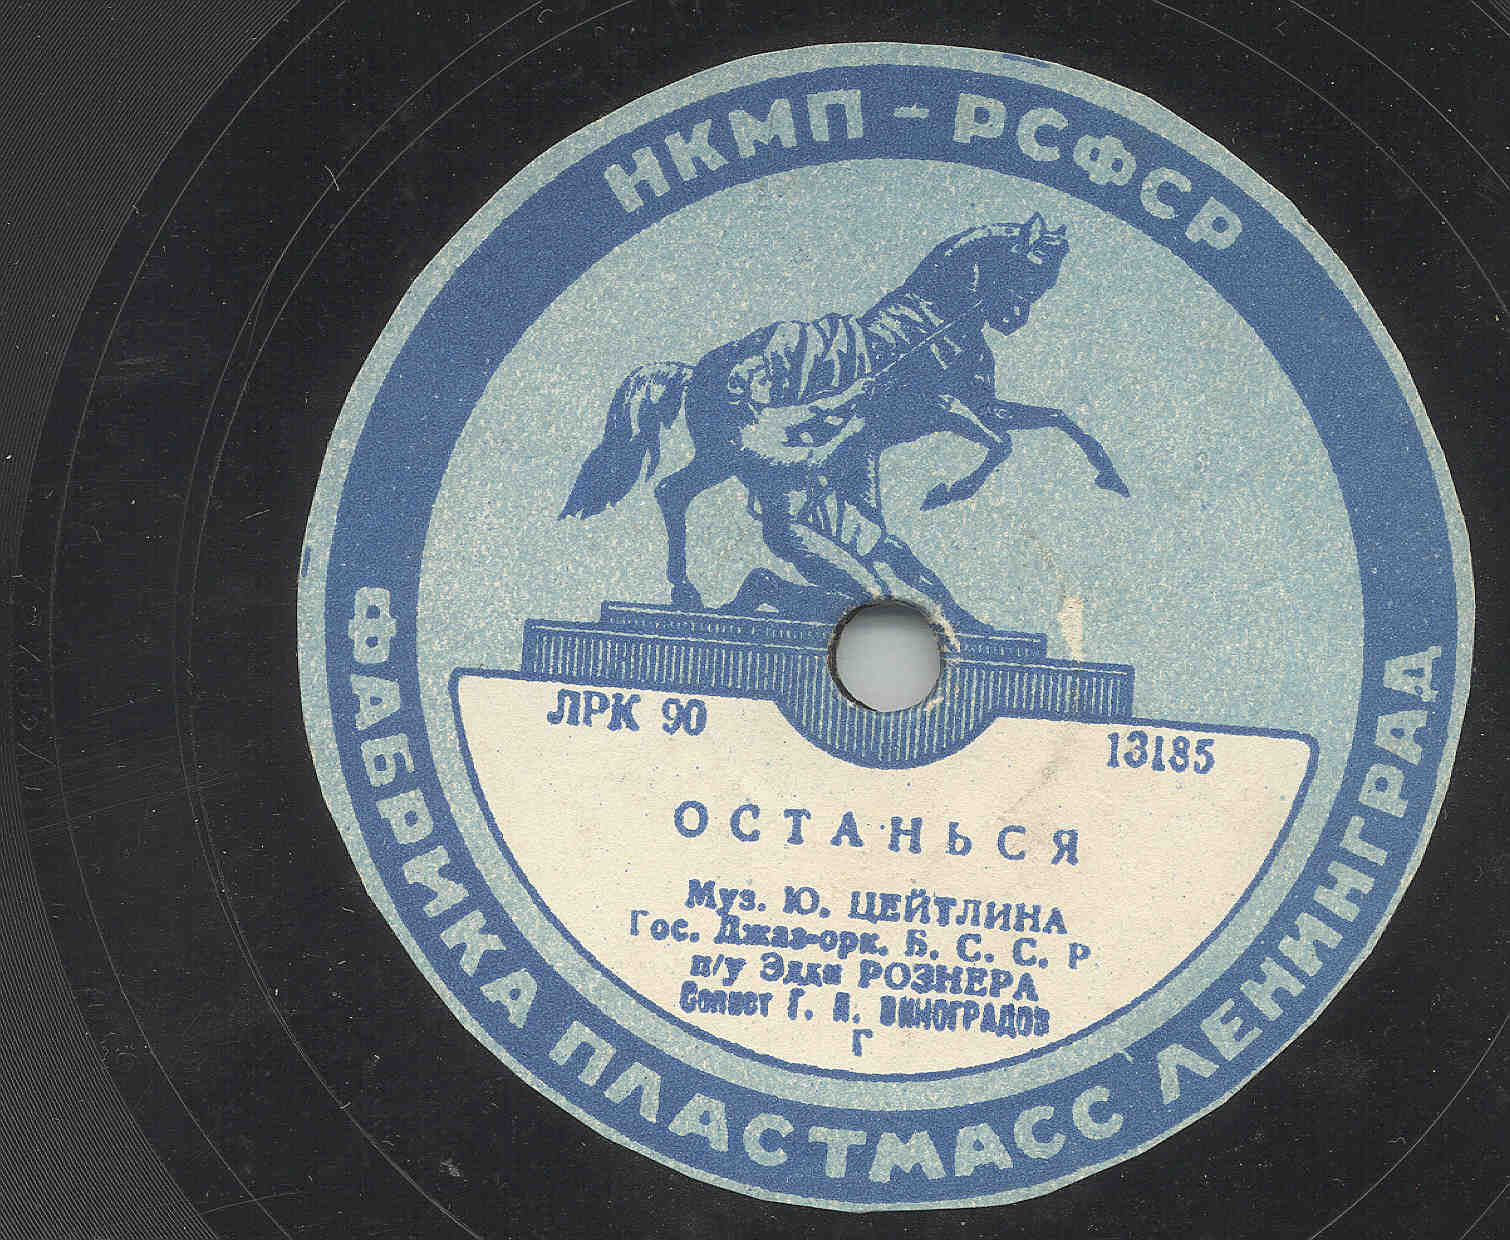 НКМП - РСФСР
ЛРК 90
13185
ОСТАНЬСЯ
Муз. Ю. ЦЕЙТЛИНА
Гос. Джаз-орк. Б. С. С. Р
п/у Эдди РОЗНЕРА
Солист Г. П. ВИНОГРАДОВ
Г
ФАБРИКА ПЛАСТМАСС ЛЕНИНГРАД